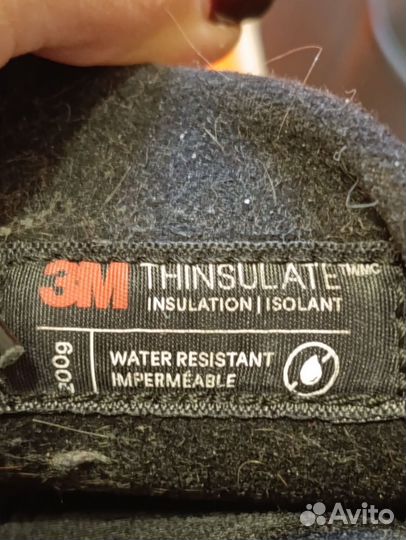 3M THINSULATE™MC
INSULATION | ISOLANT
200g
WATER RESISTANT
IMPERMÉABLE
Avito